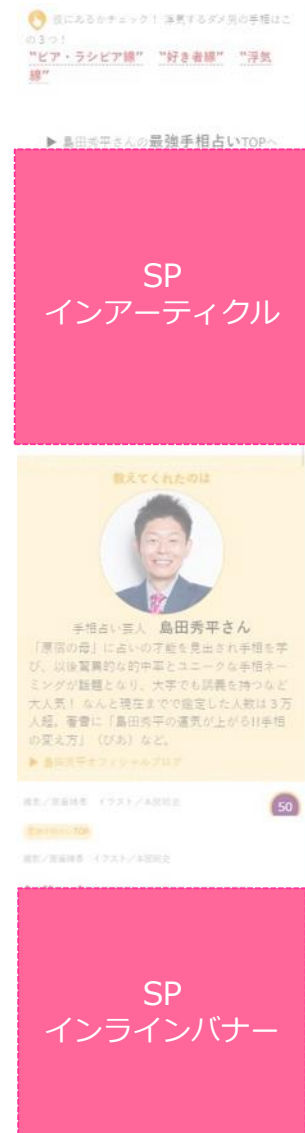 夜にあるかチェック！ 浮気するダメ男の手相はこ
の３つ！
"ビア・ラシビア線" "好き者線" "浮気
線"
▶ 島田秀平さんの最強手相占いTOPへ
SP
インアーティクル
教えてくれたのは
手相占い芸人 島田秀平さん
「原宿の母」に占いの才能を見出され手相を学
び、以後驚異的な的中率とユニークな手相ネー
ミングが話題となり、大学でも講義を持つなど
大人気！ なんと現在までで鑑定した人数は３万
人超。著書に「島田秀平の運気が上がる!!手相
の変え方」（ぴあ）など。
▶ 島田秀平オフィシャルブログ
50
TOP
SP
インラインバナー